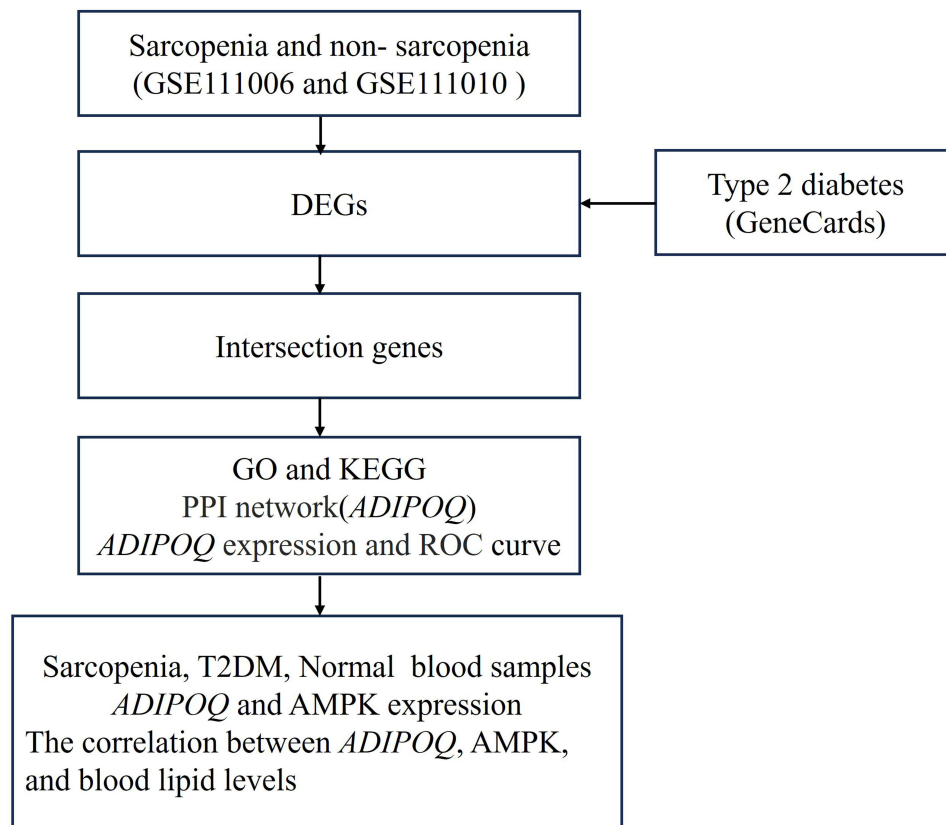 Sarcopenia and non- sarcopenia
(GSE111006 and GSE111010 )
DEGs
Type 2 diabetes
(GeneCards)
Intersection genes
GO and KEGG
PPI network(ADIPOQ)
ADIPOQ expression and ROC curve
Sarcopenia, T2DM, Normal blood samples
ADIPOQ and AMPK expression
The correlation between ADIPOQ, AMPK,
and blood lipid levels